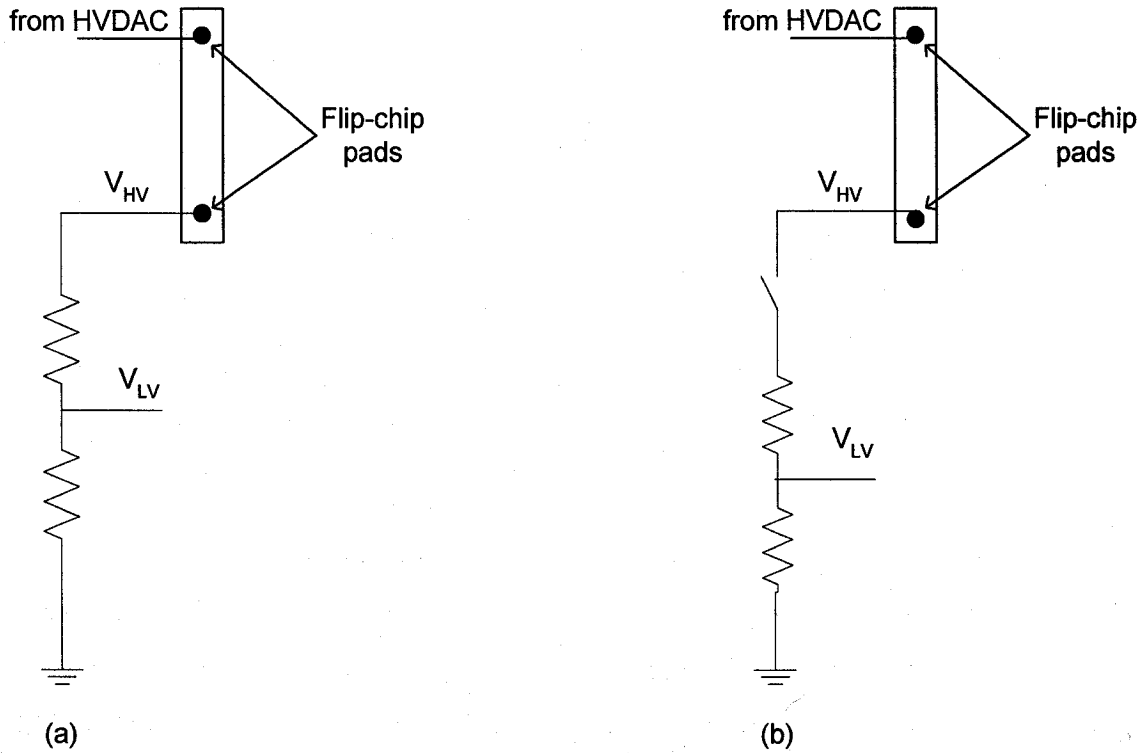 from HVDAC
Flip-chip
pads
V_HV
V_LV
(a)
from HVDAC
Flip-chip
pads
V_HV
V_LV
(b)